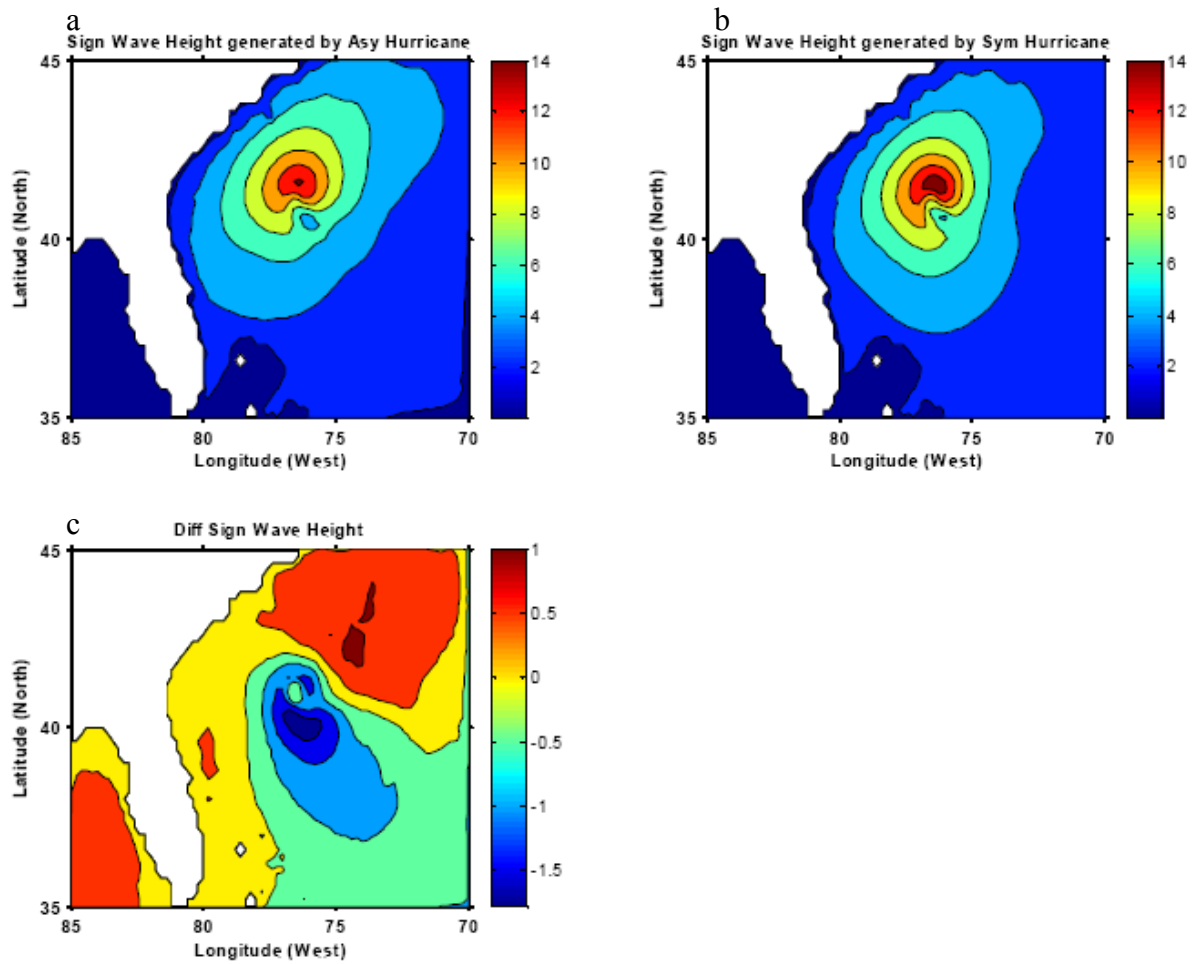 a
Sign Wave Height generated by Asy Hurricane
45
40
35
Latitude (North)
85 80 75 70
Longitude (West)
14
12
10
8
6
4
2
b
Sign Wave Height generated by Sym Hurricane
45
40
35
Latitude (North)
85 80 75 70
Longitude (West)
14
12
10
8
6
4
2
c
Diff Sign Wave Height
45
40
35
Latitude (North)
85 80 75 70
Longitude (West)
1
0.5
0
-0.5
-1
-1.5